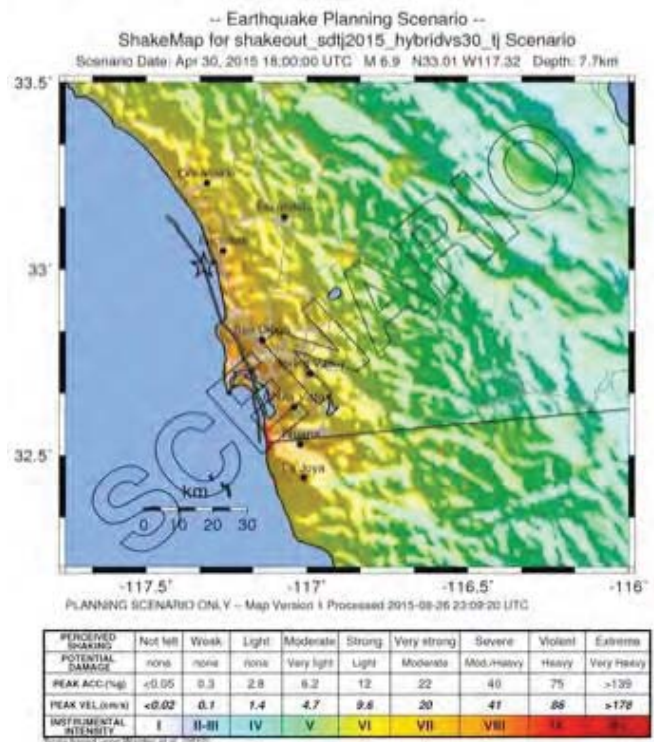 -- Earthquake Planning Scenario --
ShakeMap for shakeout_sdtj2015_hybridvs30_tj Scenario
Scenario Date: Apr 30, 2015 18:00:00 UTC M 6.9 N33.01 W117.32 Depth: 7.7km
33.5°
33°
32.5°
San Diego
Tijuana
La Joya
SCENARIO
km
0 10 20 30
-117.5° -117° -116.5° -116°
PLANNING SCENARIO ONLY -- Map Version 1 Processed 2015-08-26 23:09:20 UTC
PERCEIVED SHAKING Not felt Weak Light Moderate Strong Very strong Severe Violent Extreme
POTENTIAL DAMAGE none none none Very light Light Moderate Mod./Heavy Heavy Very Heavy
PEAK ACC.(%g) <0.05 0.3 2.8 6.2 12 22 40 75 >139
PEAK VEL.(cm/s) <0.02 0.1 1.4 4.7 9.6 20 41 86 >178
INSTRUMENTAL INTENSITY I II-III IV V VI VII VIII IX